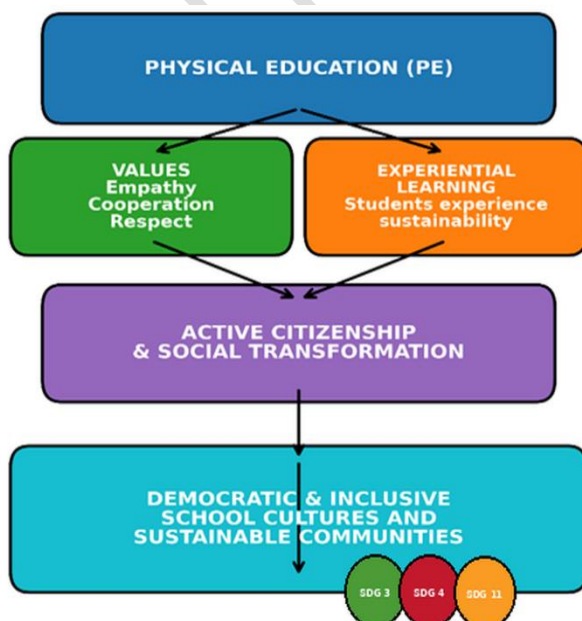 PHYSICAL EDUCATION (PE)
VALUES
Empathy
Cooperation
Respect
EXPERIENTIAL
LEARNING
Students experience
sustainability
ACTIVE CITIZENSHIP
& SOCIAL TRANSFORMATION
DEMOCRATIC & INCLUSIVE
SCHOOL CULTURES AND
SUSTAINABLE COMMUNITIES
SDG 3
SDG 4
SDG 11